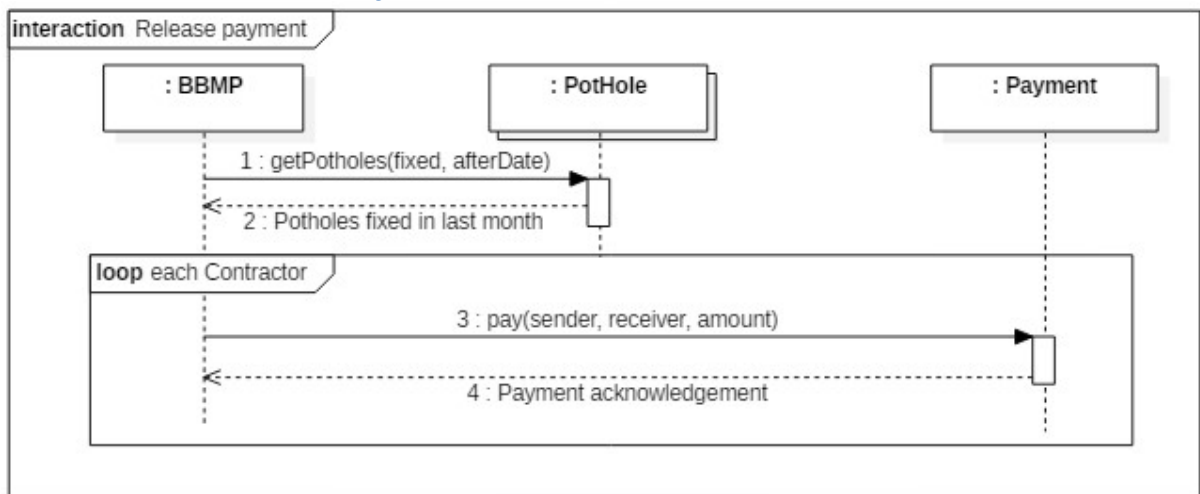 interaction Release payment
: BBMP
: PotHole
: Payment
1 : getPotholes(fixed, afterDate)
2 : Potholes fixed in last month
loop each Contractor
3 : pay(sender, receiver, amount)
4 : Payment acknowledgement